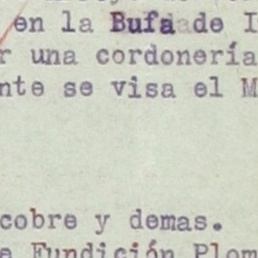 en la Bufa de I
r una cordonería
nte se visa el M
cobre y demas.
e Fundición Plom